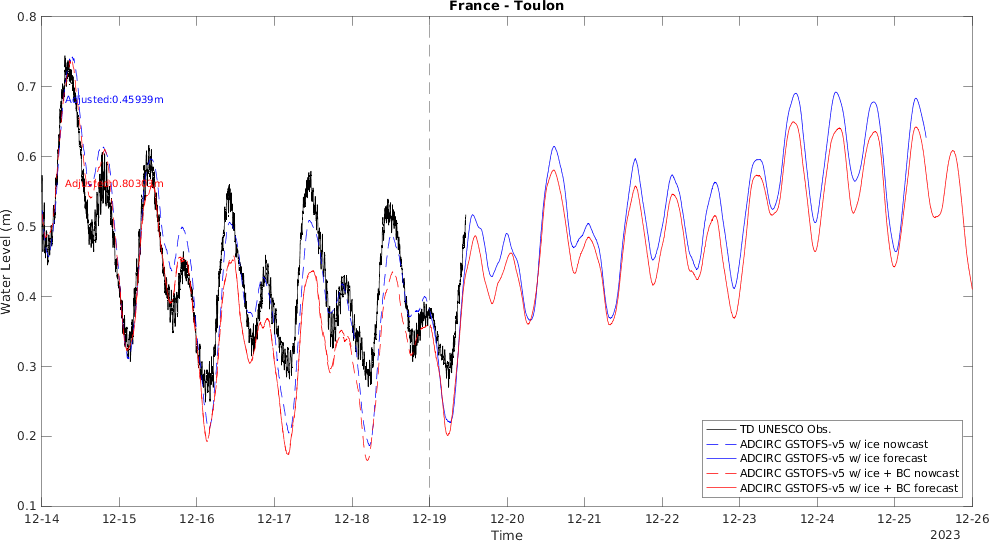 France - Toulon
Water Level (m)
0.8
0.7
0.6
0.5
0.4
0.3
0.2
0.1
Adjusted:0.45939m
TD UNESCO Obs.
ADCIRC GSTOFS-v5 w/ ice nowcast
ADCIRC GSTOFS-v5 w/ ice forecast
ADCIRC GSTOFS-v5 w/ ice + BC nowcast
ADCIRC GSTOFS-v5 w/ ice + BC forecast
12-14 12-15 12-16 12-17 12-18 12-19 12-20 12-21 12-22 12-23 12-24 12-25 12-26
Time
2023